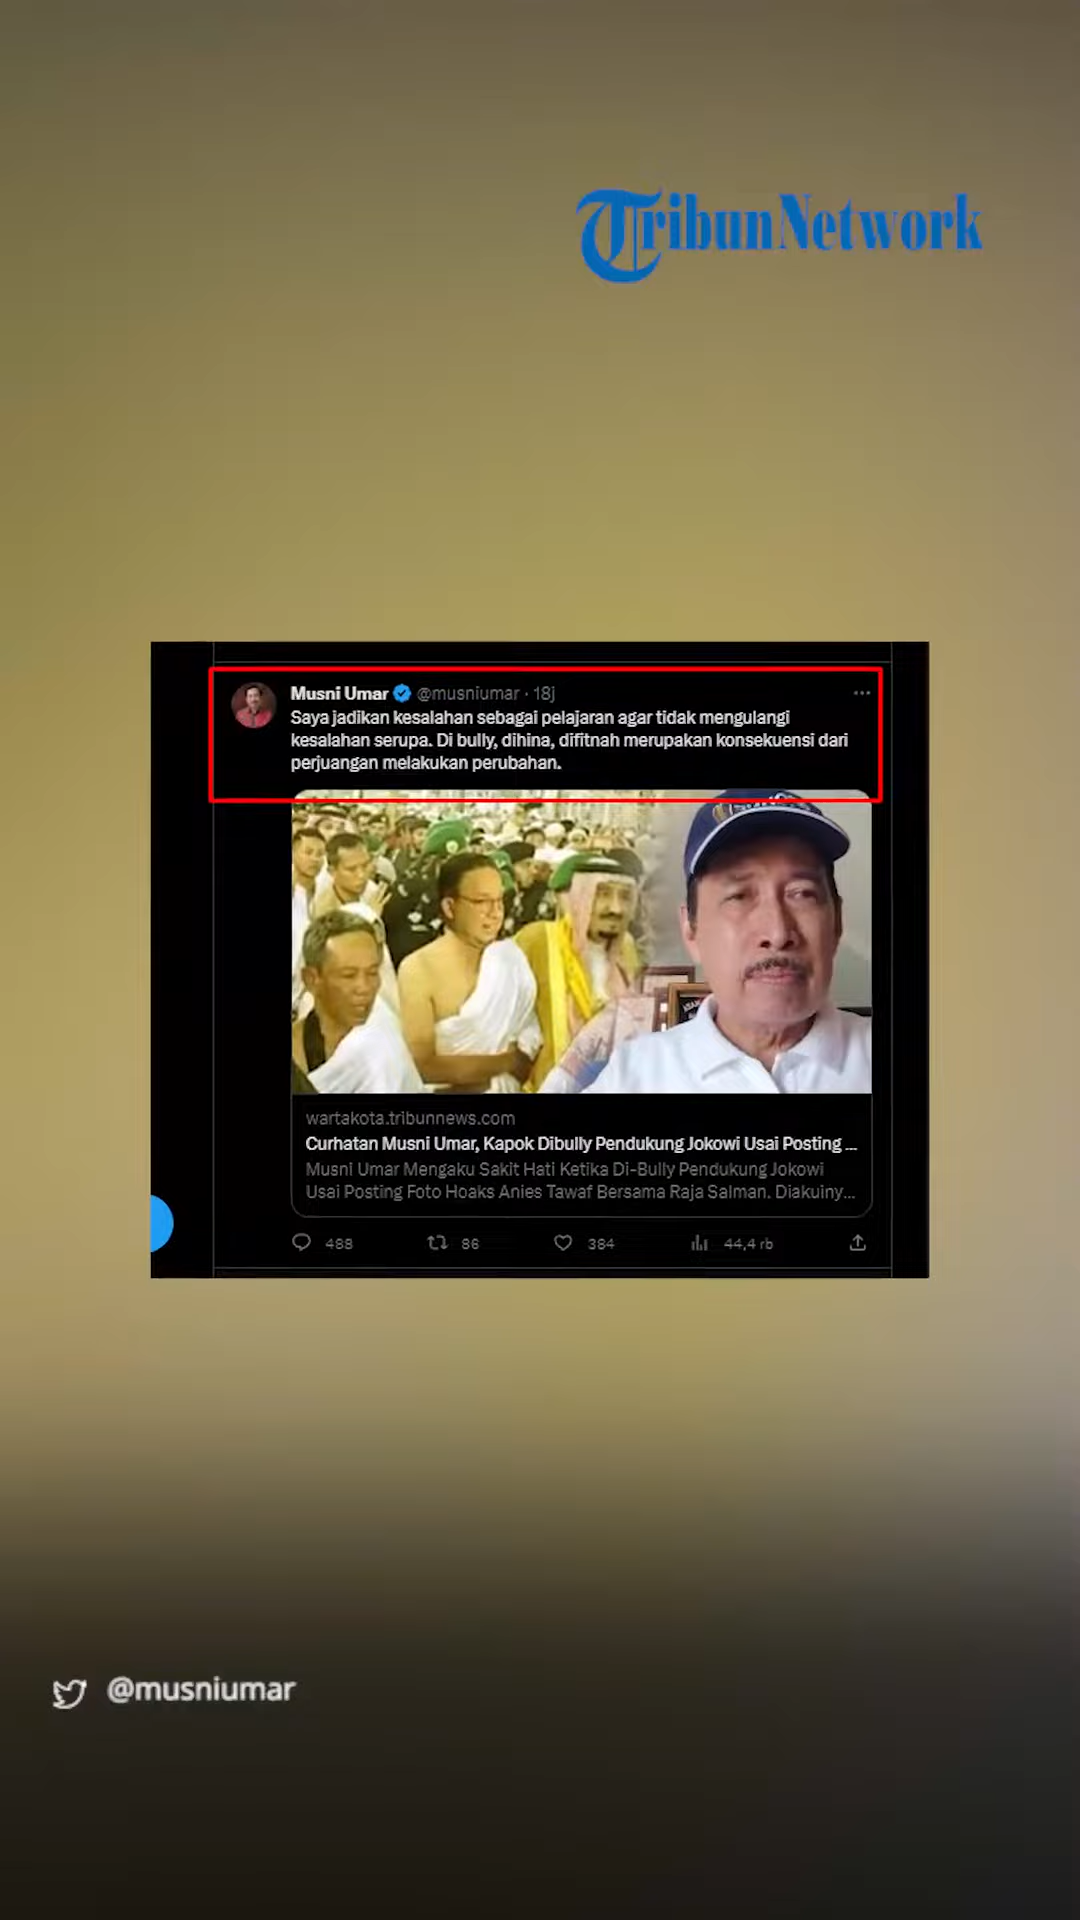 TribunNetwork
Musni Umar @musniumar · 18j
Saya jadikan kesalahan sebagai pelajaran agar tidak mengulangi
kesalahan serupa. Di bully, dihina, difitnah merupakan konsekuensi dari
perjuangan melakukan perubahan.
wartakota.tribunnews.com
Curhatan Musni Umar, Kapok Dibully Pendukung Jokowi Usai Posting ...
Musni Umar Mengaku Sakit Hati Ketika Di-Bully Pendukung Jokowi
Usai Posting Foto Hoaks Anies Tawaf Bersama Raja Salman. Diakuiny...
488 86 384 44,4 rb
@musniumar